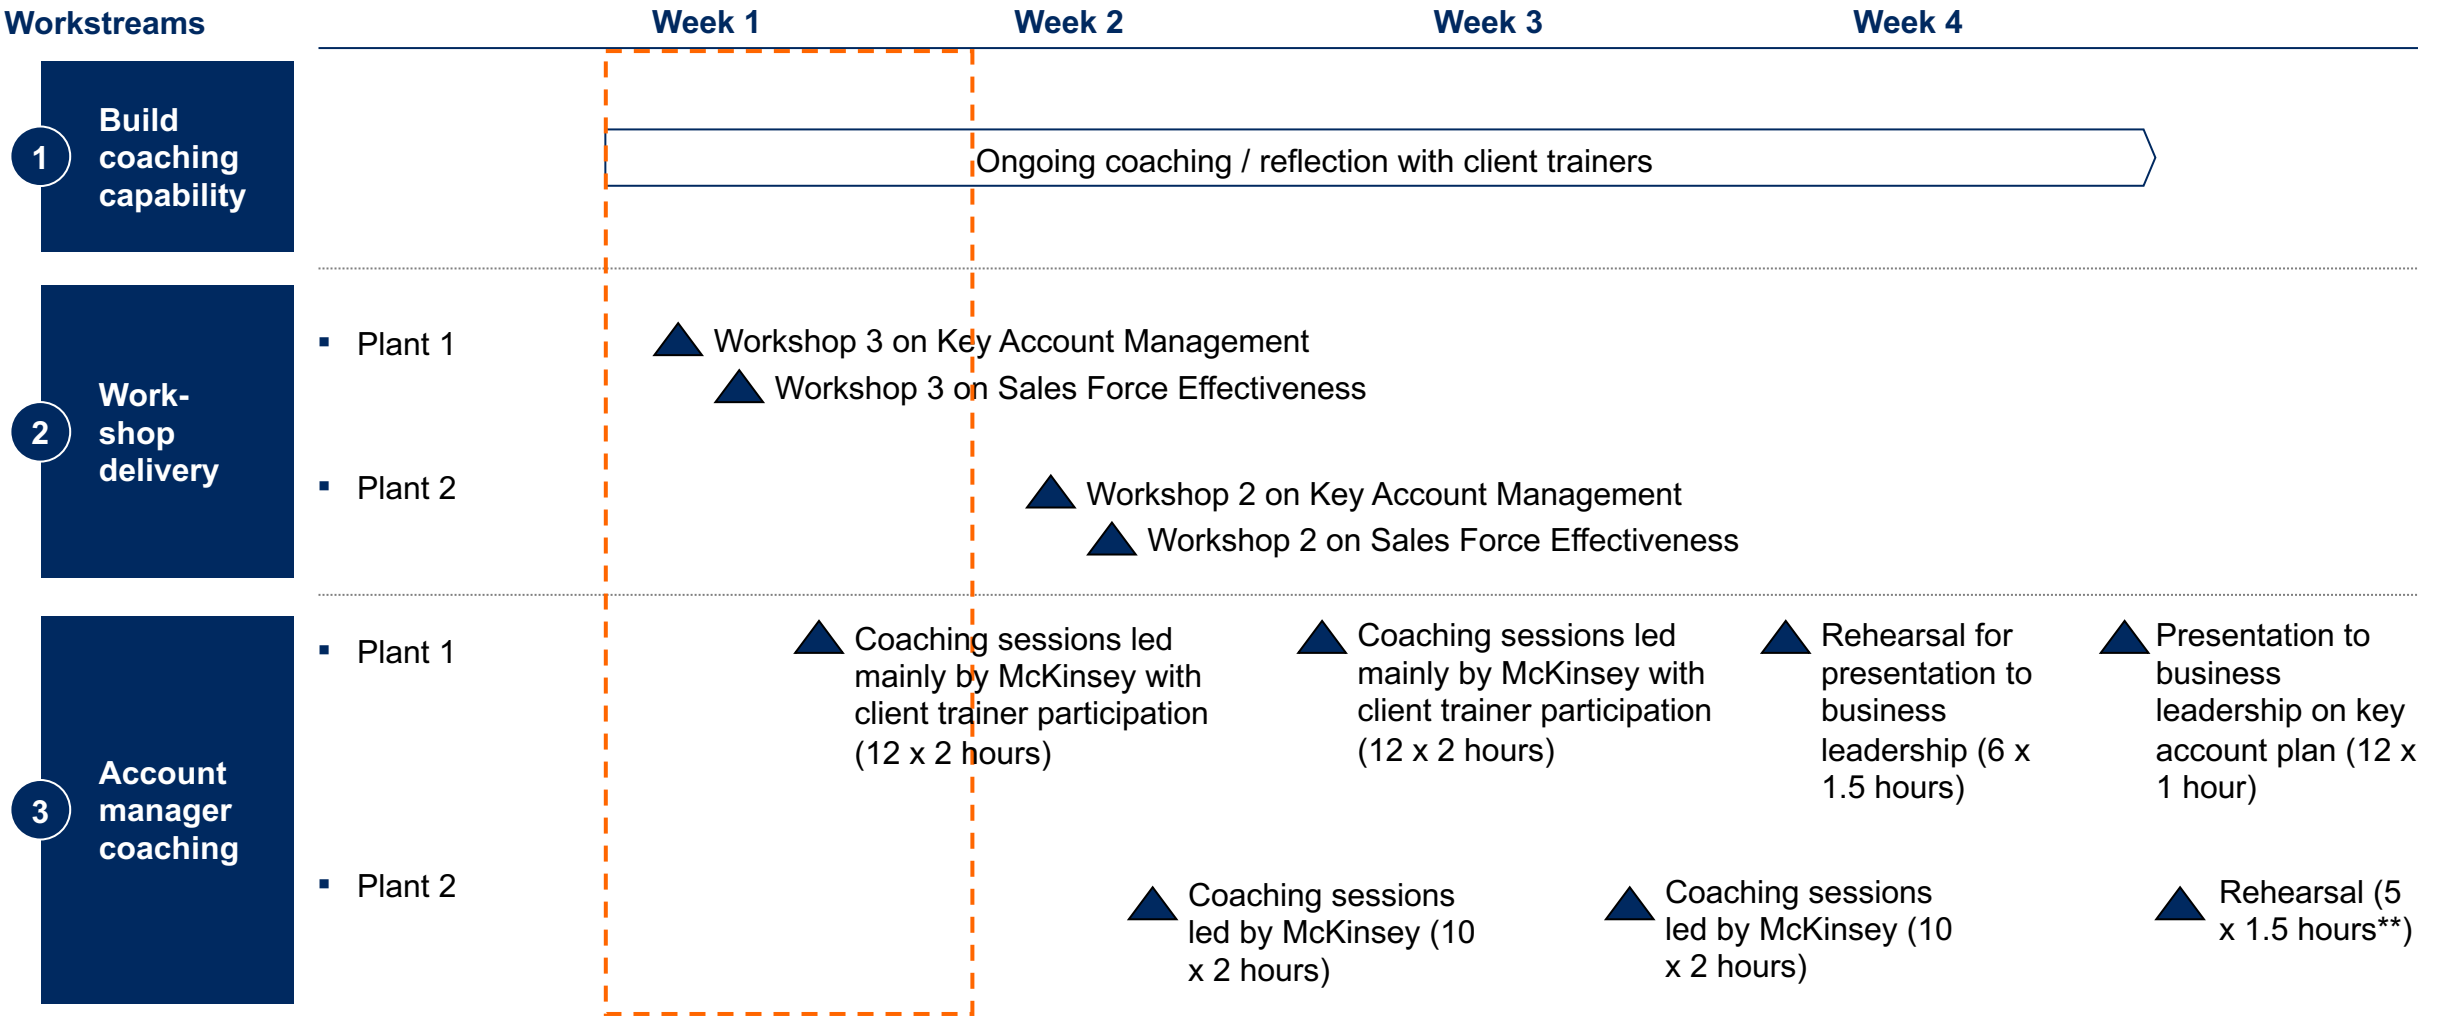 Workstreams
Week 1
Week 2
Week 3
Week 4
1
Build
coaching
capability
Ongoing coaching / reflection with client trainers
2
Work-
shop
delivery
▪ Plant 1
Workshop 3 on Key Account Management
Workshop 3 on Sales Force Effectiveness
▪ Plant 2
Workshop 2 on Key Account Management
Workshop 2 on Sales Force Effectiveness
3
Account
manager
coaching
▪ Plant 1
Coaching sessions led
mainly by McKinsey with
client trainer participation
(12 x 2 hours)
Coaching sessions led
mainly by McKinsey with
client trainer participation
(12 x 2 hours)
Rehearsal for
presentation to
business
leadership (6 x
1.5 hours)
Presentation to
business
leadership on key
account plan (12 x
1 hour)
▪ Plant 2
Coaching sessions
led by McKinsey (10
x 2 hours)
Coaching sessions
led by McKinsey (10
x 2 hours)
Rehearsal (5
x 1.5 hours**)